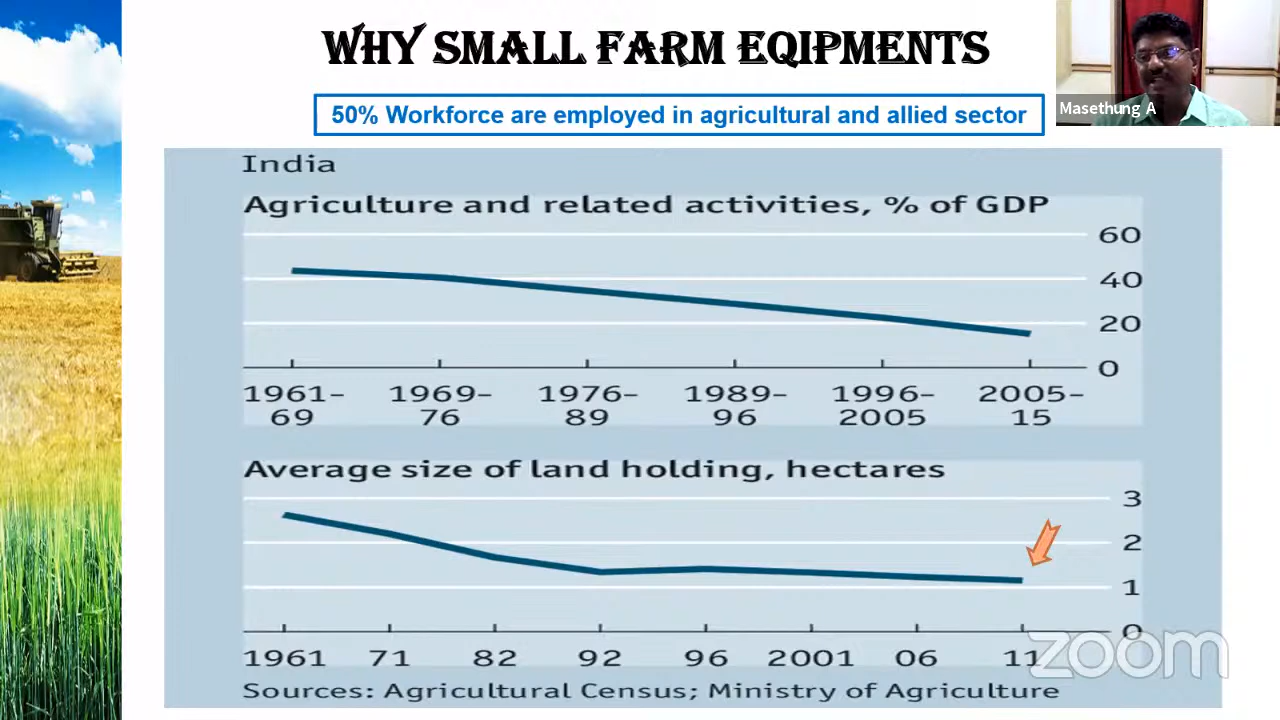 WHY SMALL FARM EQIPMENTS
50% Workforce are employed in agricultural and allied sector
Masethung A
India
Agriculture and related activities, % of GDP
60
40
20
0
1961– 1969– 1976– 1989– 1996– 2005–
69 76 89 96 2005 15
Average size of land holding, hectares
3
2
1
0
1961 71 82 92 96 2001 06 11
zoom
Sources: Agricultural Census; Ministry of Agriculture